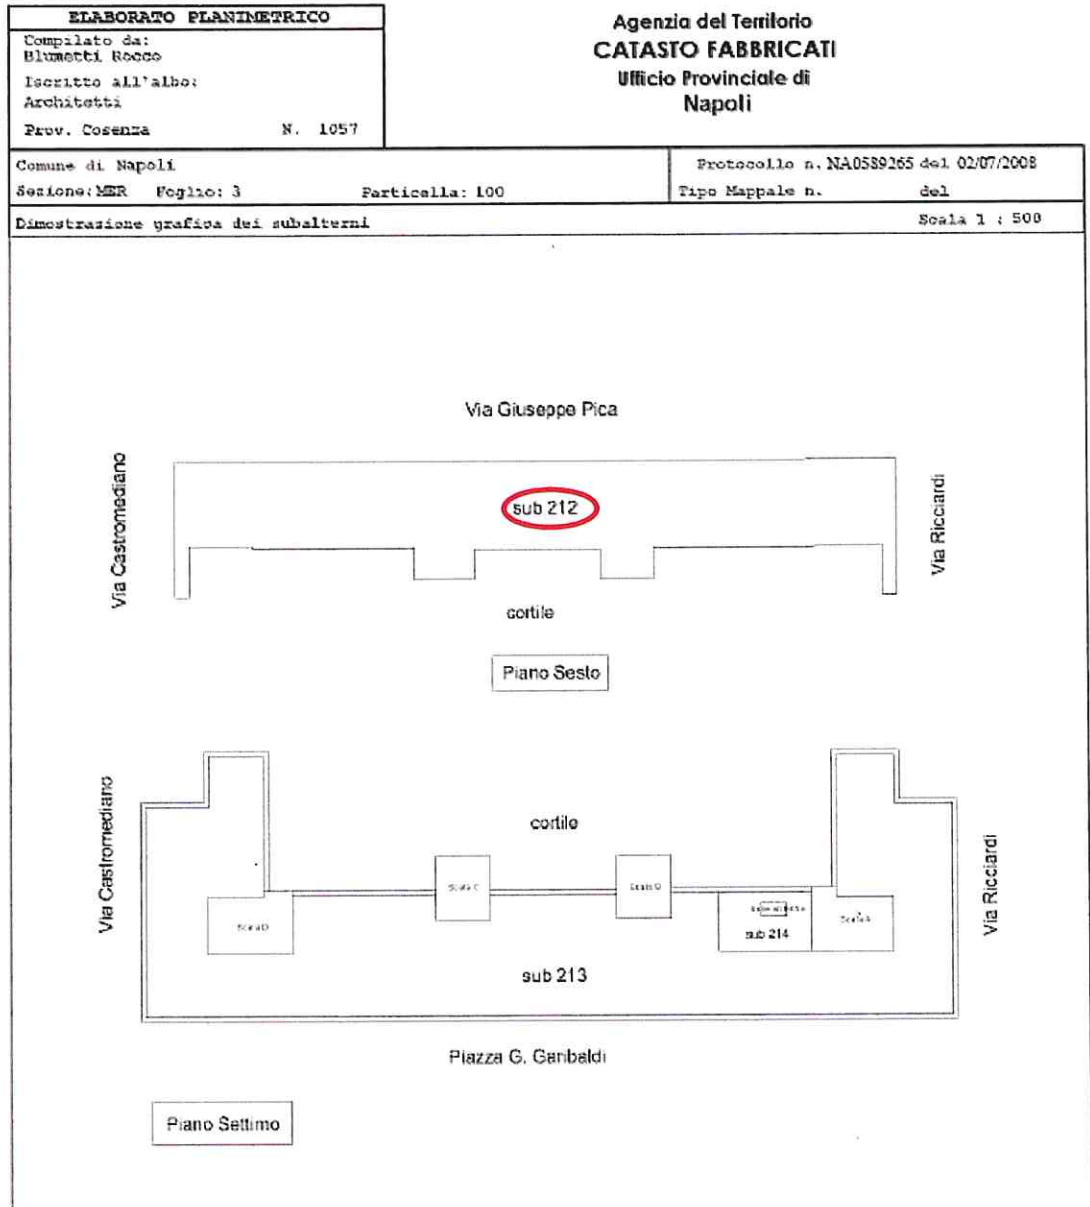 ELABORATO PLANIMETRICO
Compilato da:
Blumetti Rocco
Iscritto all'albo:
Architetti
Prov. Cosenza N. 1057
Agenzia del Territorio
CATASTO FABBRICATI
Ufficio Provinciale di
Napoli
Comune di Napoli
Sezione: MER Foglio: 3 Particella: 100
Protocollo n. NA0589265 del 02/07/2008
Tipo Mappale n. del
Dimostrazione grafica dei subalterni
Scala 1 : 500
Via Giuseppe Pica
Via Castromediano
sub 212
Via Ricciardi
cortile
Piano Sesto
Via Castromediano
cortile
Via Ricciardi
Scala C
Scala D
Scala A
sub 214
sub 213
Piazza G. Garibaldi
Piano Settimo